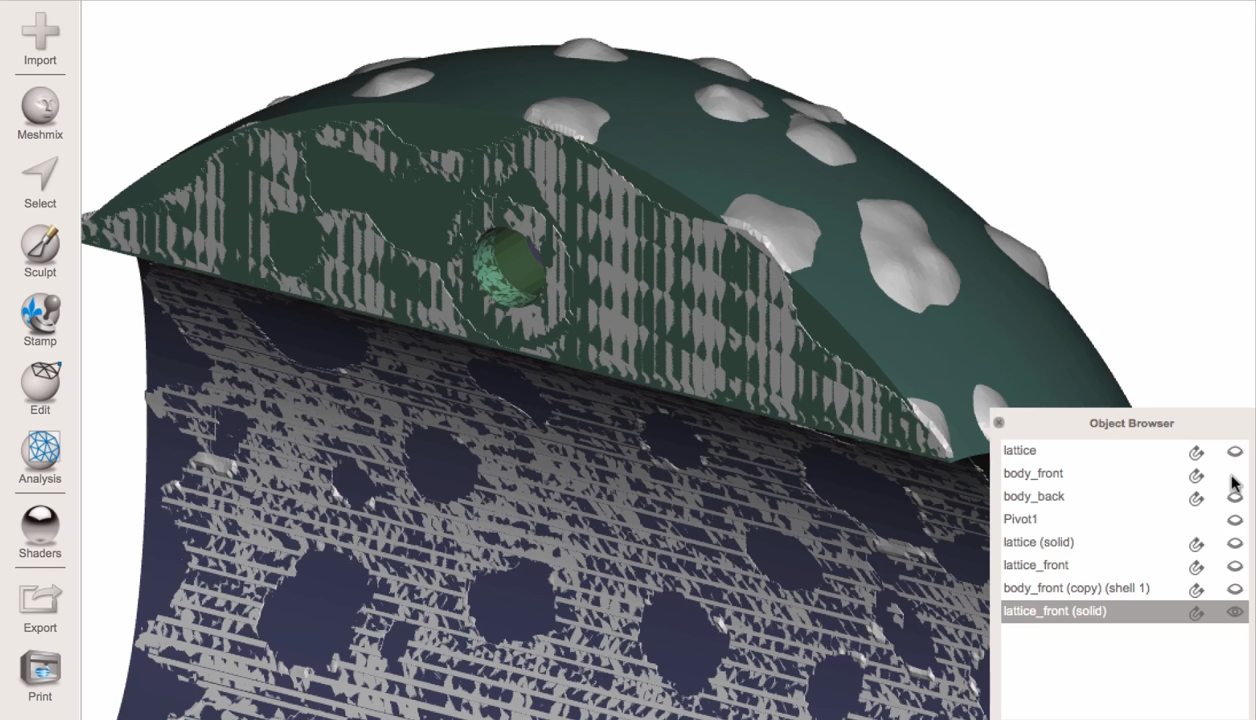 Import
Meshmix
Select
Sculpt
Stamp
Edit
Analysis
Shaders
Export
Print
Object Browser
lattice
body_front
body_back
Pivot1
lattice (solid)
lattice_front
body_front (copy) (shell 1)
lattice_front (solid)